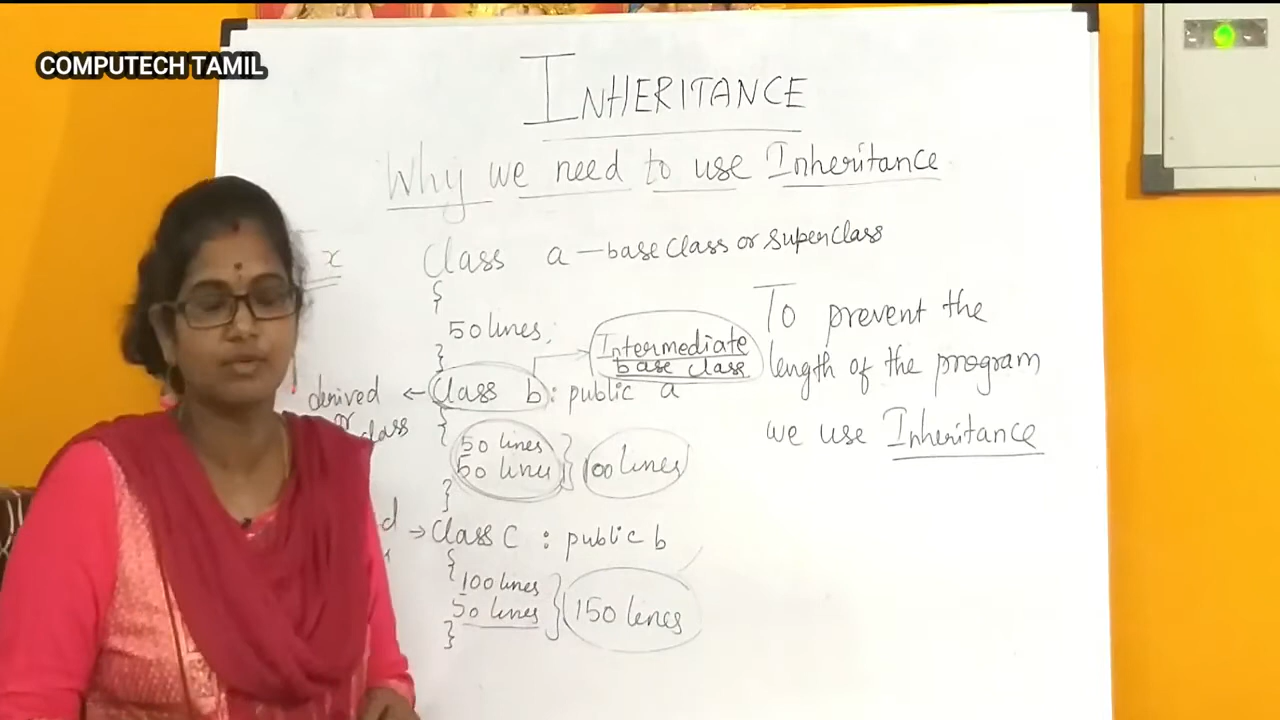 COMPUTECH TAMIL
INHERITANCE
Why we need to use Inheritance
x
Class a — base class or superclass
{
50 lines;
}
Intermediate
base class
derived ← Class b : public a
class
{
50 lines
50 lines } 100 lines
}
→ Class C : public b
{
100 lines
50 lines } 150 lines
}
To prevent the
length of the program
we use Inheritance